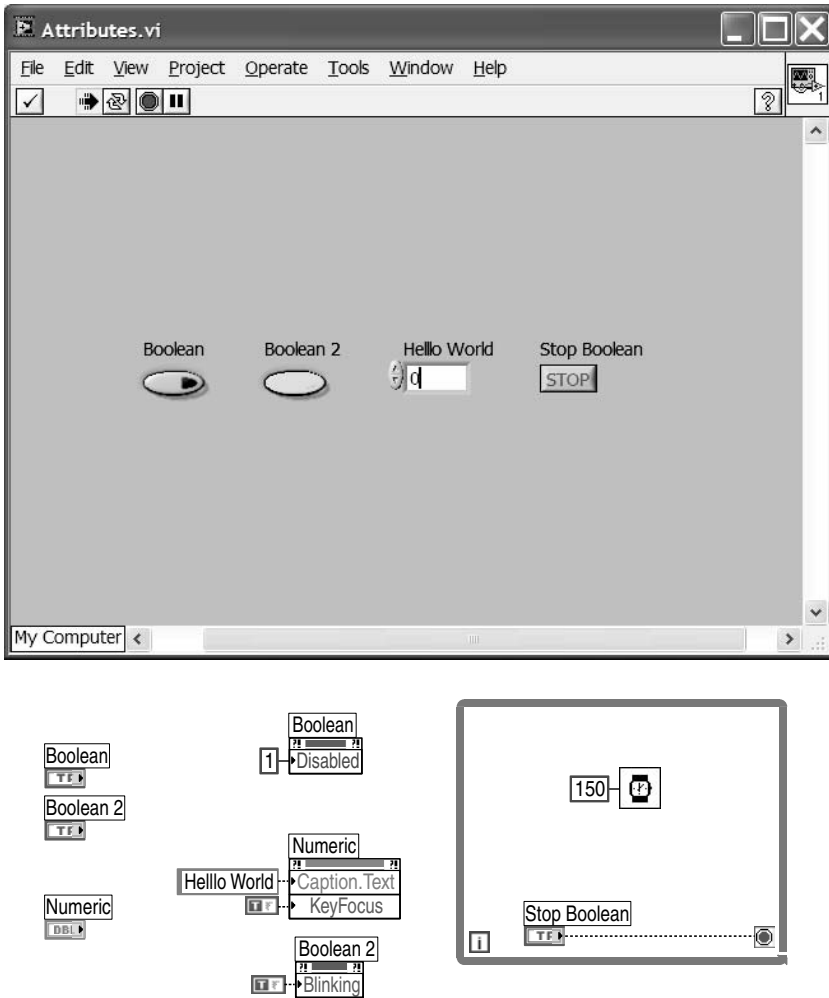 Attributes.vi
File Edit View Project Operate Tools Window Help
1
Boolean Boolean 2 Helllo World Stop Boolean
0 STOP
My Computer
Boolean
1 Disabled
Boolean
TF
Boolean 2
TF
150
Numeric
Helllo World Caption.Text
T F KeyFocus
Numeric
DBL
Stop Boolean
TF
i
Boolean 2
T F Blinking